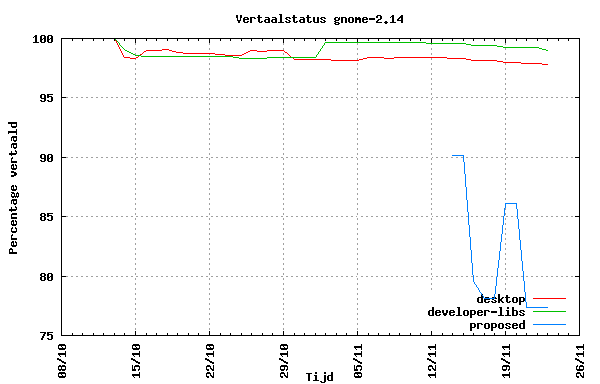 Vertaalstatus gnome-2.14
Percentage vertaald
100
95
90
85
80
75
desktop
developer-libs
proposed
08/10
15/10
22/10
29/10
05/11
12/11
19/11
26/11
Tijd